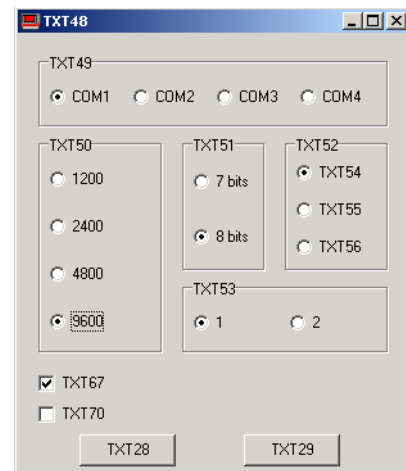 TXT48
TXT49
COM1 COM2 COM3 COM4
TXT50
1200
2400
4800
9600
TXT51
7 bits
8 bits
TXT52
TXT54
TXT55
TXT56
TXT53
1 2
TXT67
TXT70
TXT28 TXT29